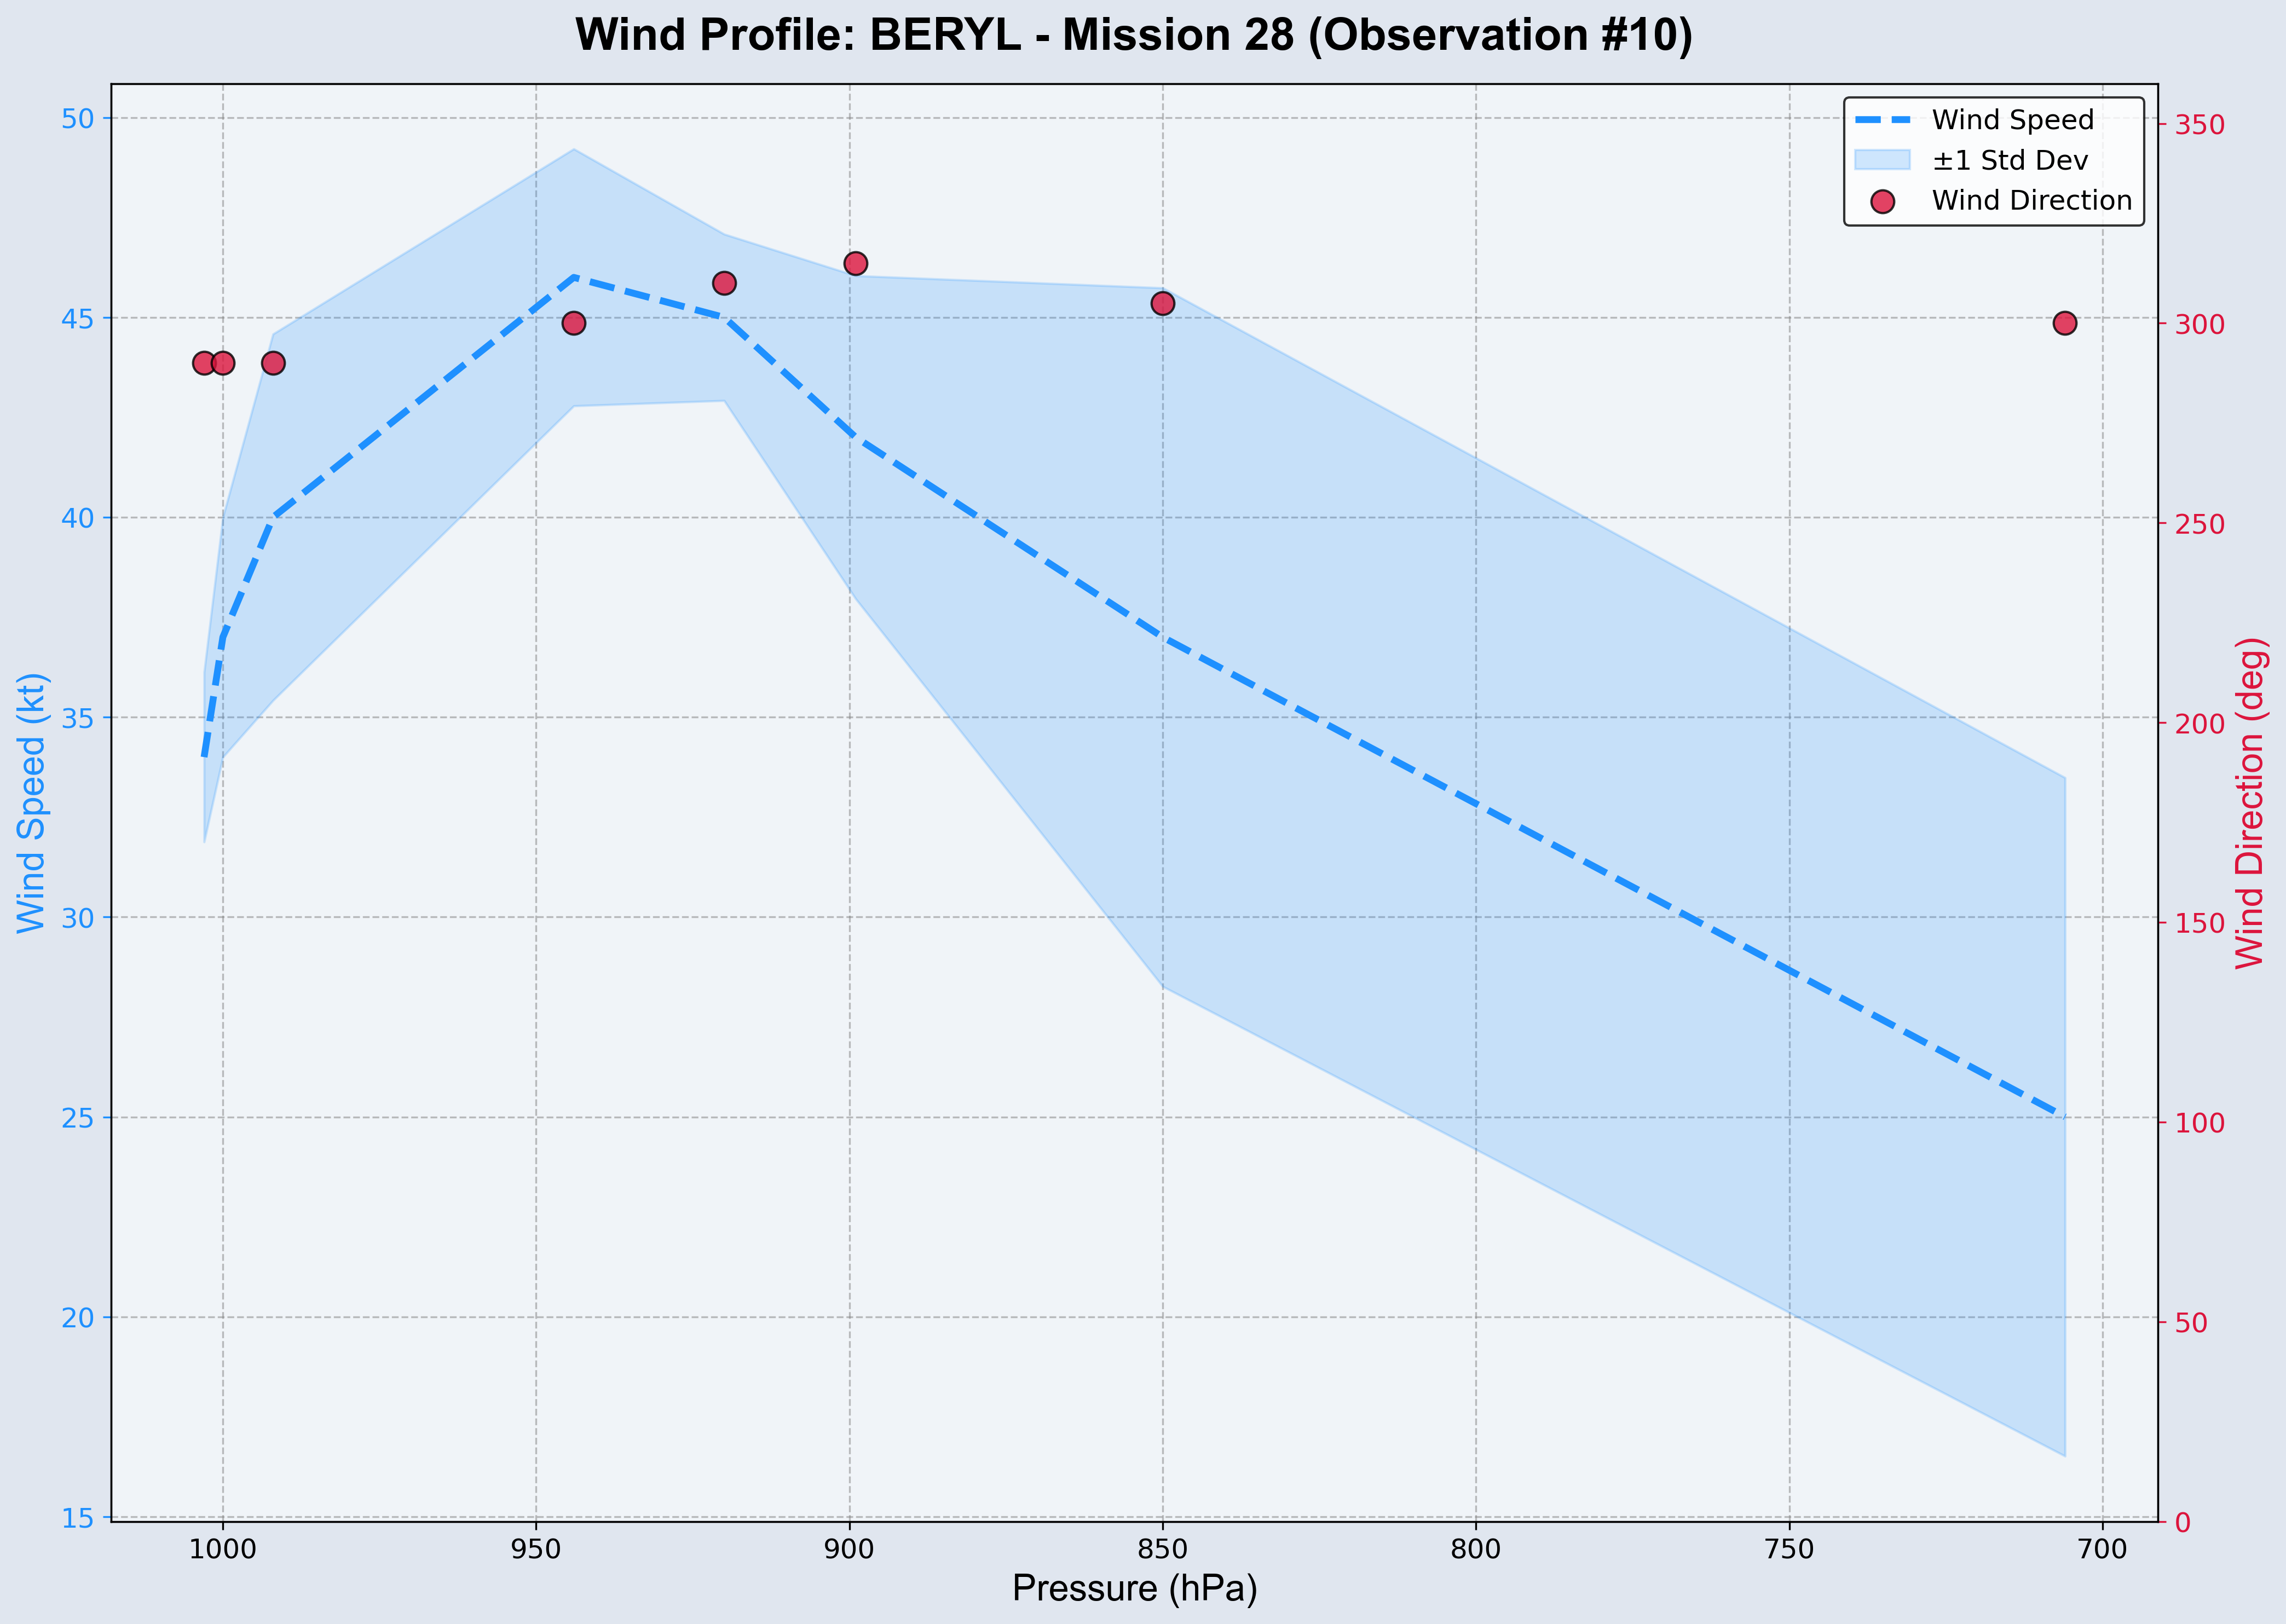 Wind Profile: BERYL - Mission 28 (Observation #10)
Wind Speed
±1 Std Dev
Wind Direction
50
45
40
35
30
25
20
15
Wind Speed (kt)
350
300
250
200
150
100
50
0
Wind Direction (deg)
1000 950 900 850 800 750 700
Pressure (hPa)